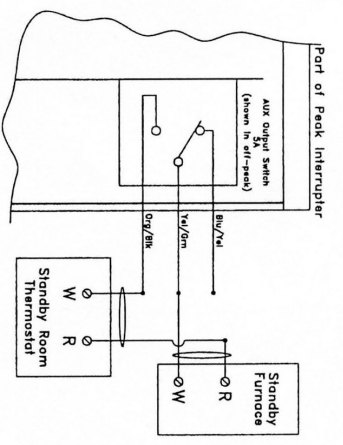 Part of Peak Interrupter
AUX Output Switch
5A
(shown in off-peak)
Blu/Yel
Yel/Grn
Org/Blk
Standby Room
Thermostat
W
R
Standby
Furnace
R
W